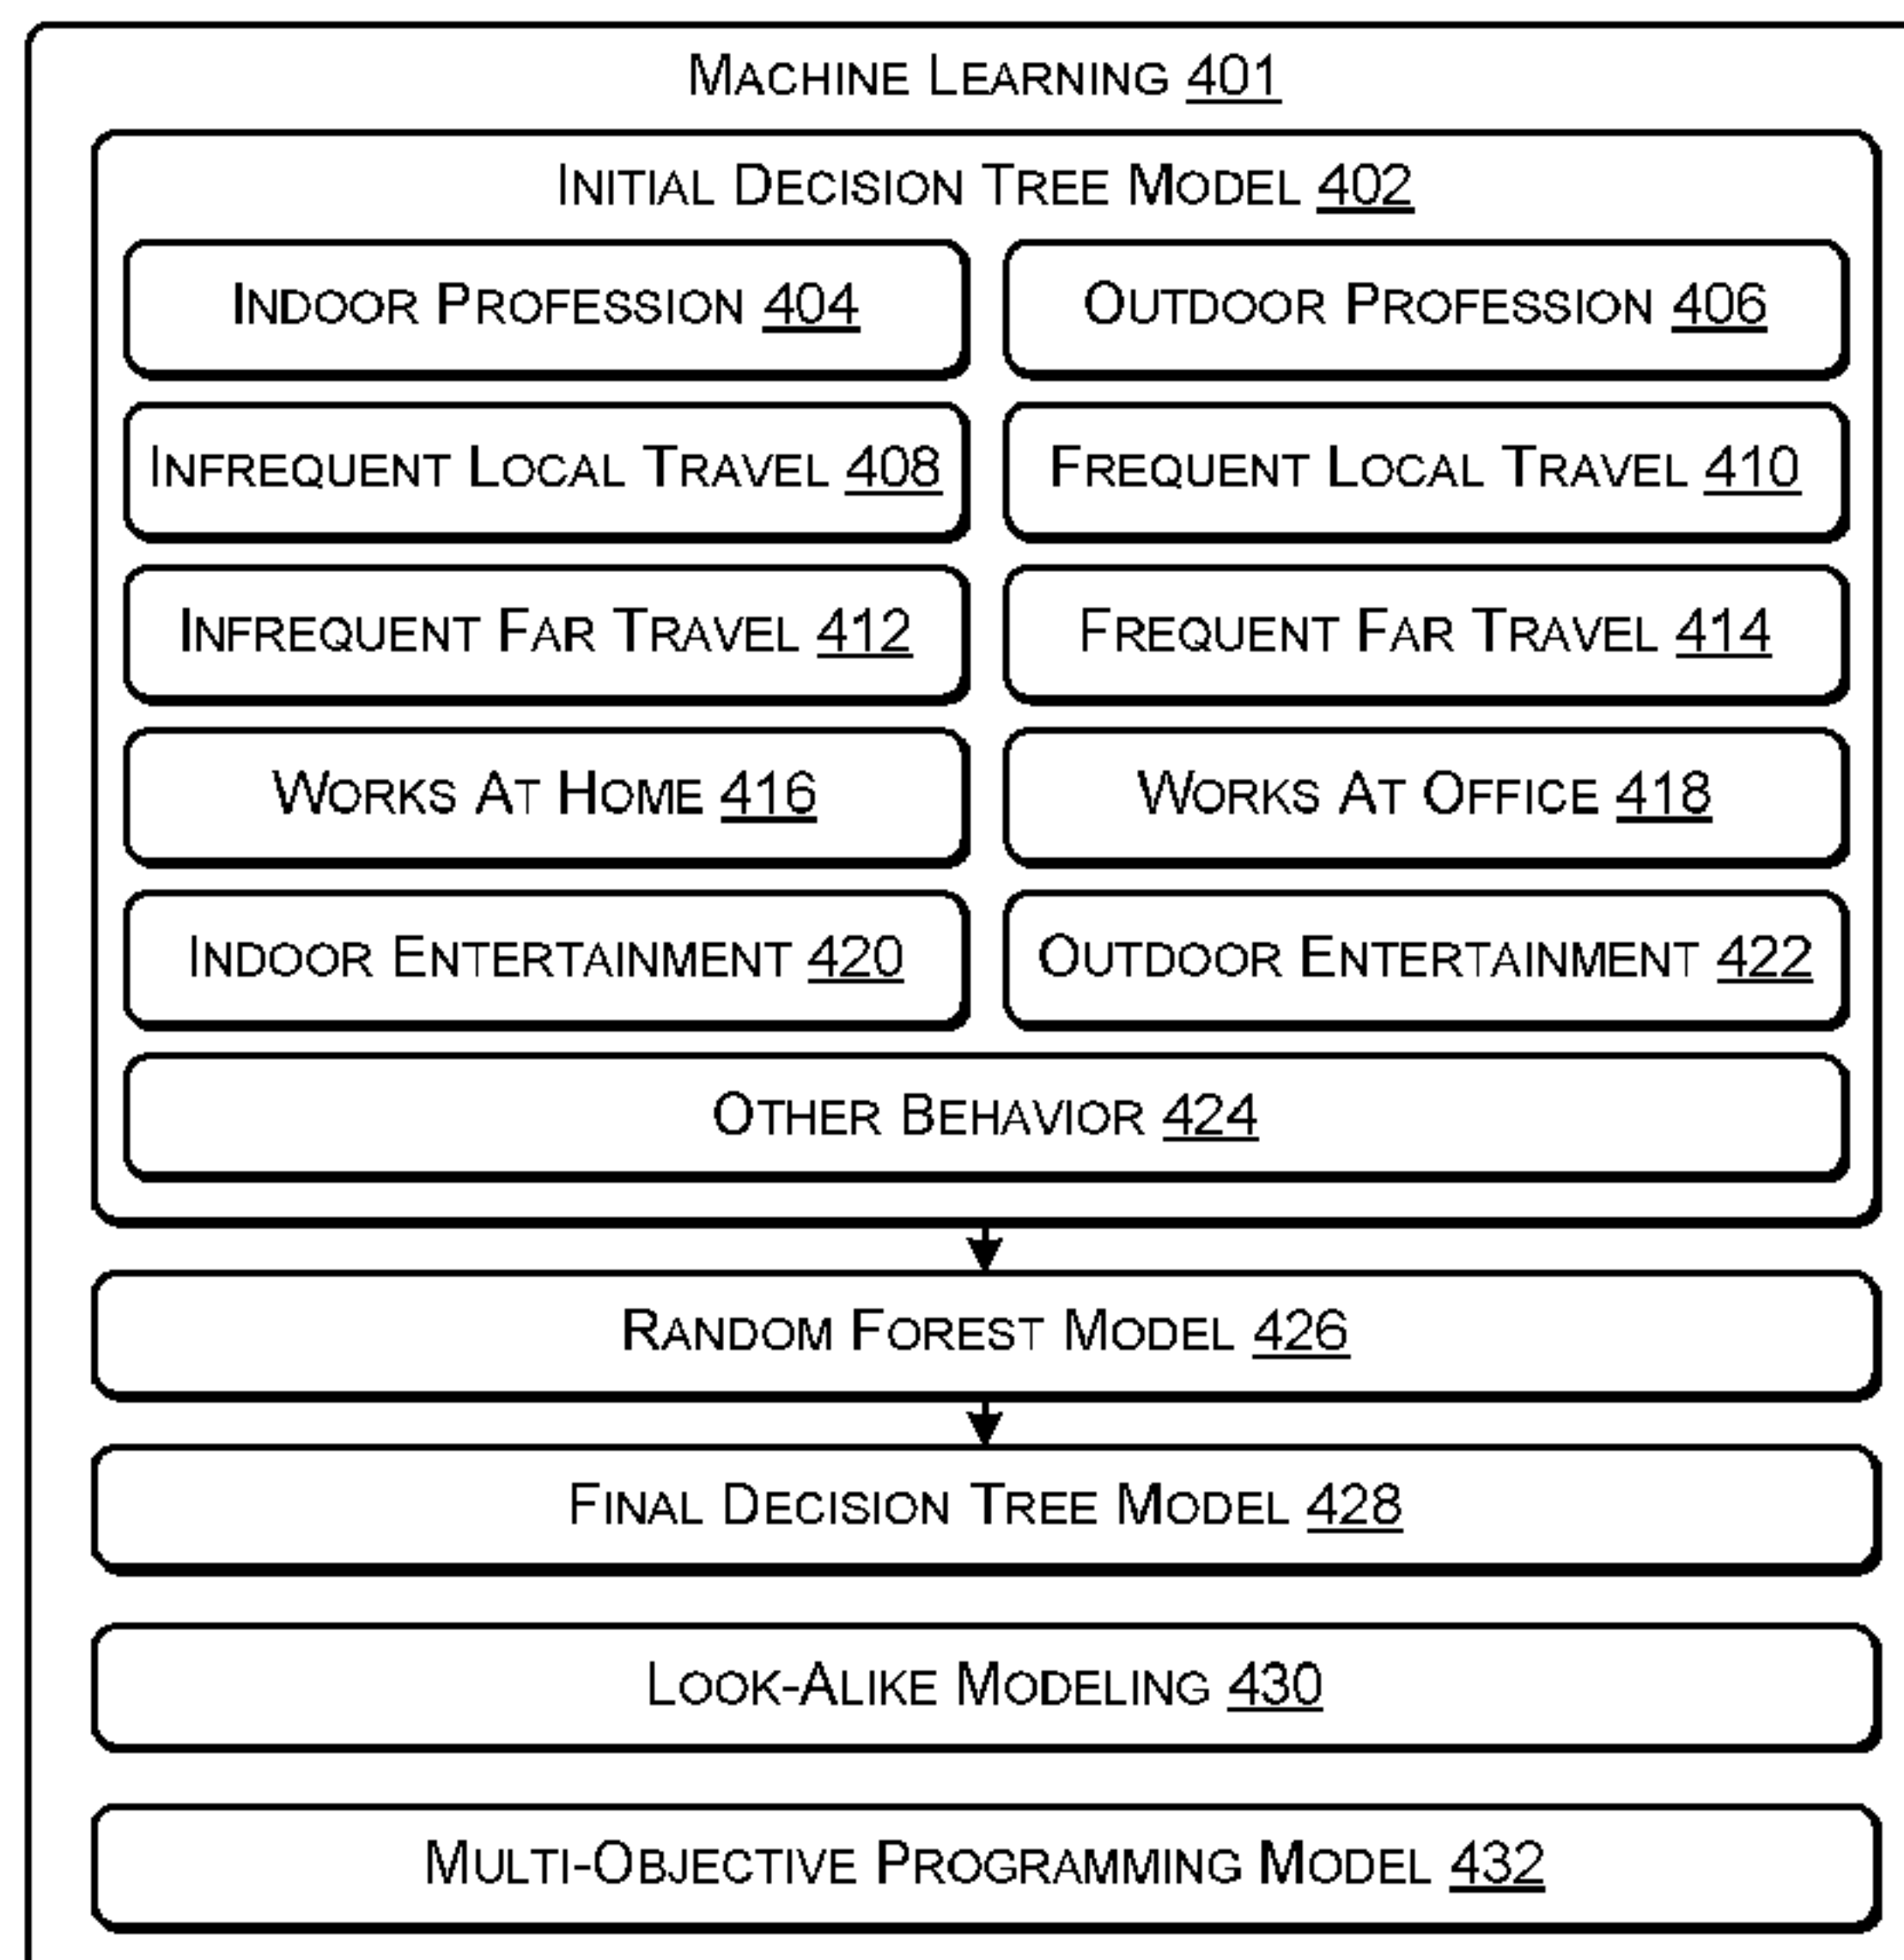 MACHINE LEARNING 401
INITIAL DECISION TREE MODEL 402
INDOOR PROFESSION 404
OUTDOOR PROFESSION 406
INFREQUENT LOCAL TRAVEL 408
FREQUENT LOCAL TRAVEL 410
INFREQUENT FAR TRAVEL 412
FREQUENT FAR TRAVEL 414
WORKS AT HOME 416
WORKS AT OFFICE 418
INDOOR ENTERTAINMENT 420
OUTDOOR ENTERTAINMENT 422
OTHER BEHAVIOR 424
RANDOM FOREST MODEL 426
FINAL DECISION TREE MODEL 428
LOOK-ALIKE MODELING 430
MULTI-OBJECTIVE PROGRAMMING MODEL 432